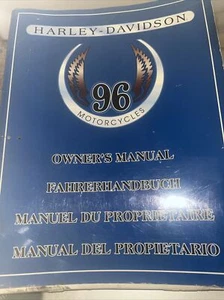 HARLEY-DAVIDSON
96
MOTORCYCLES
OWNER'S MANUAL
FAHRERHANDBUCH
MANUEL DU PROPRIETAIRE
MANUAL DEL PROPIETARIO